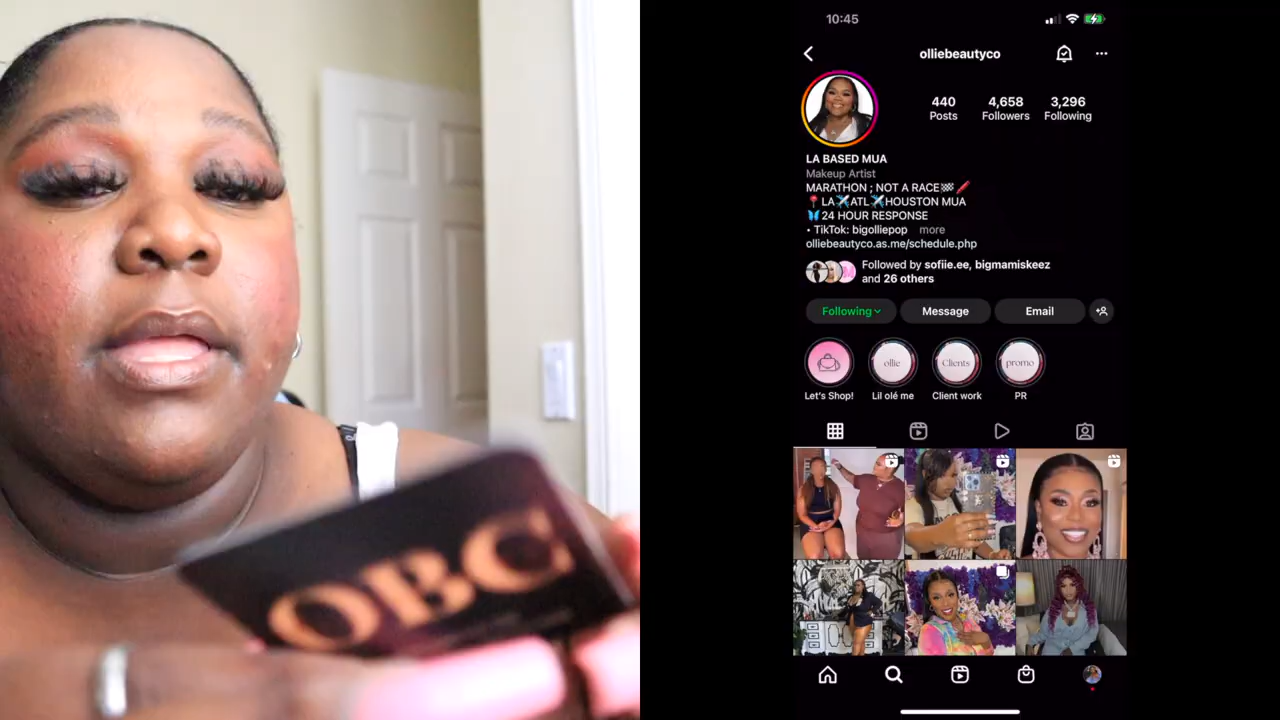 OBC
10:45
olliebeautyco
440
Posts
4,658
Followers
3,296
Following
LA BASED MUA
Makeup Artist
MARATHON ; NOT A RACE🏁🧨
📍LA✈️ATL✈️HOUSTON MUA
🦋24 HOUR RESPONSE
• TikTok: bigolliepop more
olliebeautyco.as.me/schedule.php
Followed by sofiie.ee, bigmamiskeez
and 26 others
Following
Message
Email
ollie
Clients
promo
Let's Shop!
Lil olé me
Client work
PR